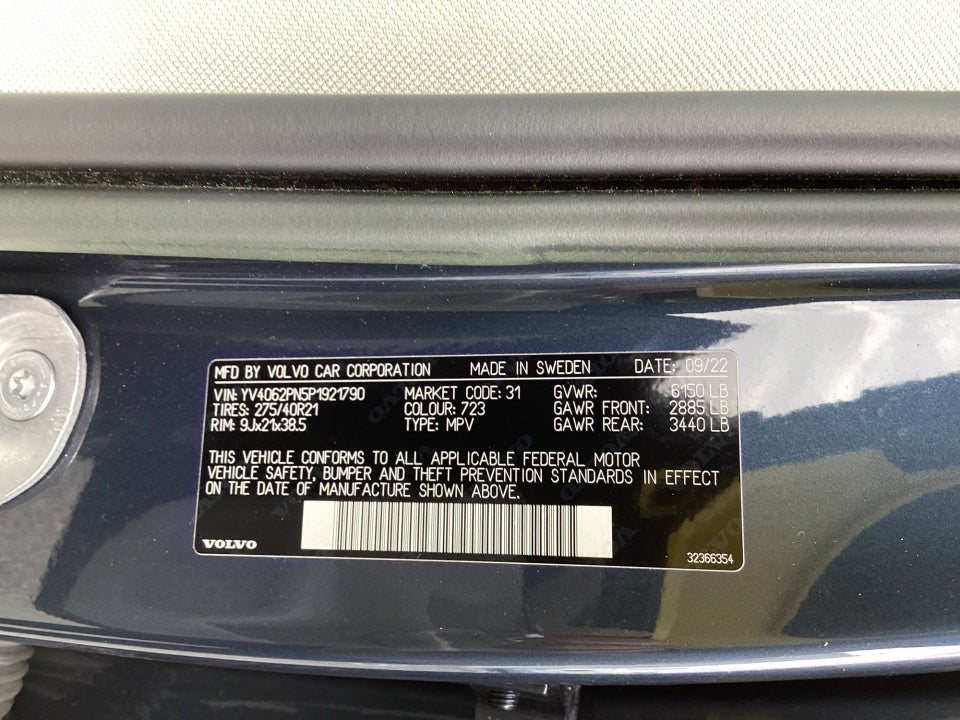 MFD BY VOLVO CAR CORPORATION MADE IN SWEDEN DATE: 09/22
VIN: YV4062PN5P1921790 MARKET CODE: 31 GVWR: 6150 LB
TIRES: 275/40R21 COLOUR: 723 GAWR FRONT: 2885 LB
RIM: 9Jx21x38.5 TYPE: MPV GAWR REAR: 3440 LB
THIS VEHICLE CONFORMS TO ALL APPLICABLE FEDERAL MOTOR
VEHICLE SAFETY, BUMPER AND THEFT PREVENTION STANDARDS IN EFFECT
ON THE DATE OF MANUFACTURE SHOWN ABOVE.
VOLVO 32366354